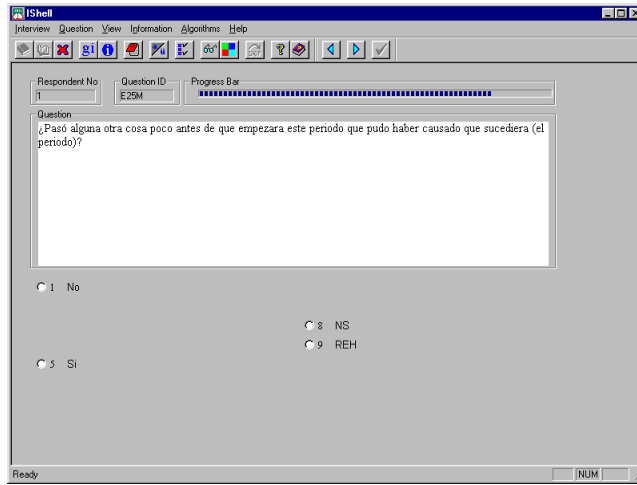 IShell
Interview Question View Information Algorithms Help
gi
Respondent No
1
Question ID
E25M
Progress Bar
Question
¿Pasó alguna otra cosa poco antes de que empezara este periodo que pudo haber causado que sucediera (el
periodo)?
1 No
8 NS
9 REH
5 Si
Ready
NUM